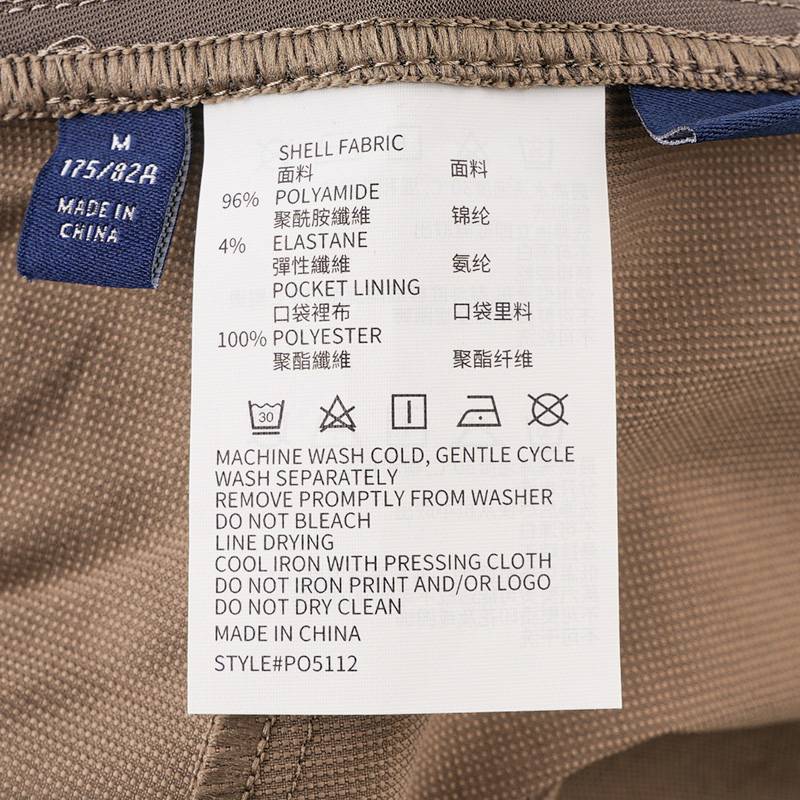 M
175/82A
MADE IN
CHINA
SHELL FABRIC
面料 面料
96% POLYAMIDE
聚酰胺纖維 锦纶
4% ELASTANE
彈性纖維 氨纶
POCKET LINING
口袋裡布 口袋里料
100% POLYESTER
聚酯纖維 聚酯纤维
30
MACHINE WASH COLD, GENTLE CYCLE
WASH SEPARATELY
REMOVE PROMPTLY FROM WASHER
DO NOT BLEACH
LINE DRYING
COOL IRON WITH PRESSING CLOTH
DO NOT IRON PRINT AND/OR LOGO
DO NOT DRY CLEAN
MADE IN CHINA
STYLE#PO5112